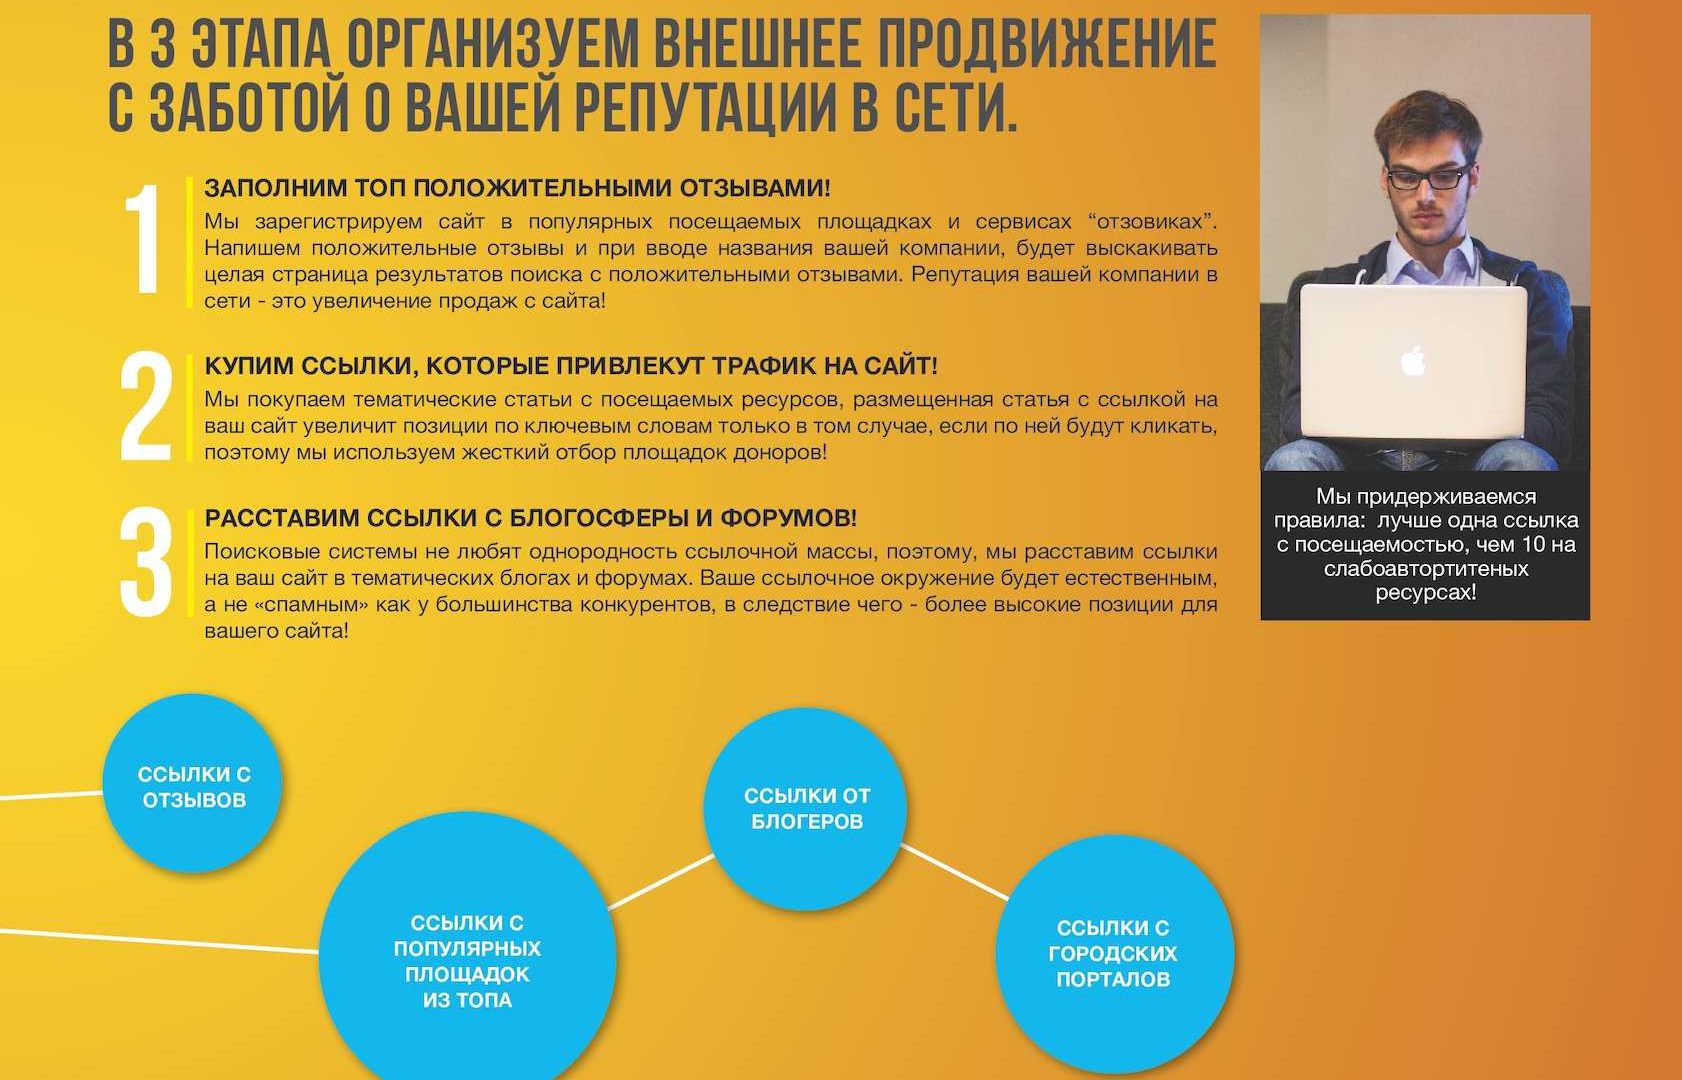 В 3 ЭТАПА ОРГАНИЗУЕМ ВНЕШНЕЕ ПРОДВИЖЕНИЕ
С ЗАБОТОЙ О ВАШЕЙ РЕПУТАЦИИ В СЕТИ.
1
ЗАПОЛНИМ ТОП ПОЛОЖИТЕЛЬНЫМИ ОТЗЫВАМИ!
Мы зарегистрируем сайт в популярных посещаемых площадках и сервисах “отзовиках”.
Напишем положительные отзывы и при вводе названия вашей компании, будет выскакивать
целая страница результатов поиска с положительными отзывами. Репутация вашей компании в
сети - это увеличение продаж с сайта!
2
КУПИМ ССЫЛКИ, КОТОРЫЕ ПРИВЛЕКУТ ТРАФИК НА САЙТ!
Мы покупаем тематические статьи с посещаемых ресурсов, размещенная статья с ссылкой на
ваш сайт увеличит позиции по ключевым словам только в том случае, если по ней будут кликать,
поэтому мы используем жесткий отбор площадок доноров!
3
РАССТАВИМ ССЫЛКИ С БЛОГОСФЕРЫ И ФОРУМОВ!
Поисковые системы не любят однородность ссылочной массы, поэтому, мы расставим ссылки
на ваш сайт в тематических блогах и форумах. Ваше ссылочное окружение будет естественным,
а не «спамным» как у большинства конкурентов, в следствие чего - более высокие позиции для
вашего сайта!
Мы придерживаемся
правила: лучше одна ссылка
с посещаемостью, чем 10 на
слабоавтортитеных
ресурсах!
ССЫЛКИ С
ОТЗЫВОВ
ССЫЛКИ С
ПОПУЛЯРНЫХ
ПЛОЩАДОК
ИЗ ТОПА
ССЫЛКИ ОТ
БЛОГЕРОВ
ССЫЛКИ С
ГОРОДСКИХ
ПОРТАЛОВ